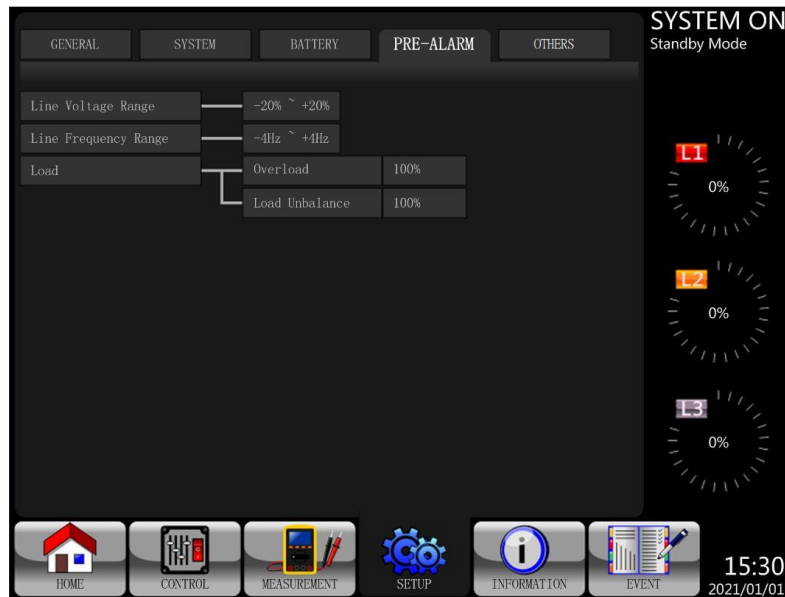 GENERAL SYSTEM BATTERY PRE-ALARM OTHERS
SYSTEM ON
Standby Mode
Line Voltage Range -20% ~ +20%
Line Frequency Range -4Hz ~ +4Hz
Load Overload 100%
Load Unbalance 100%
L1
0%
L2
0%
L3
0%
HOME CONTROL MEASUREMENT SETUP INFORMATION EVENT
15:30
2021/01/01